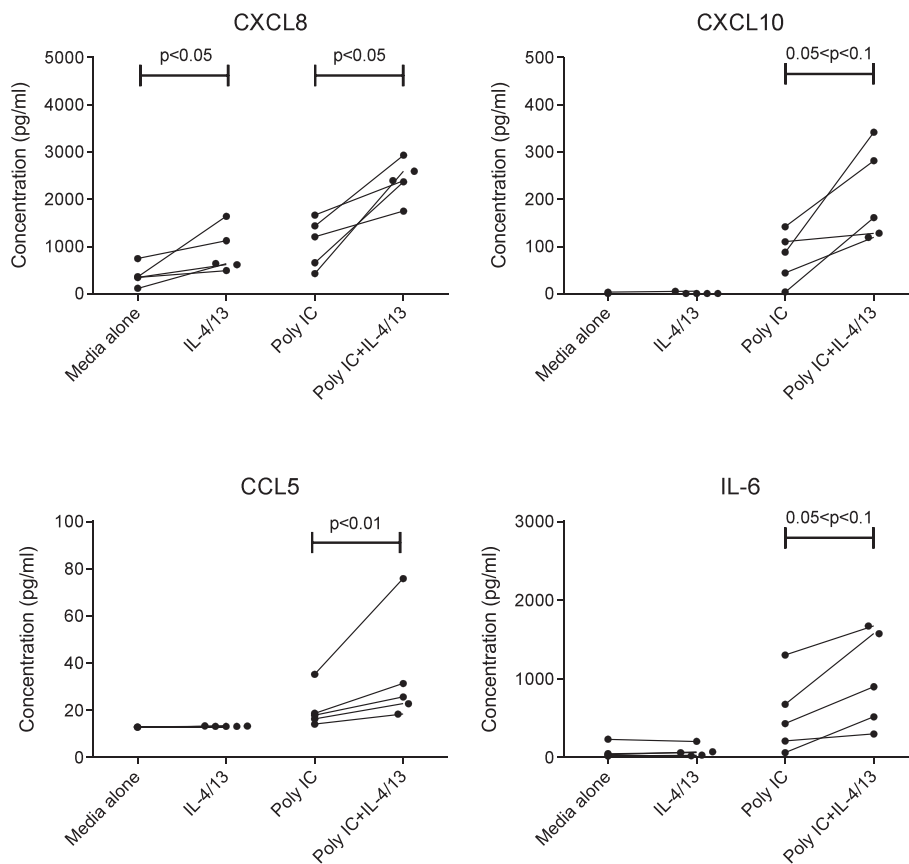 CXCL8
p<0.05
p<0.05
5000
4000
3000
2000
1000
0
Concentration (pg/ml)
Media alone
IL-4/13
Poly IC
Poly IC+IL-4/13
CXCL10
0.05<p<0.1
500
400
300
200
100
0
Concentration (pg/ml)
Media alone
IL-4/13
Poly IC
Poly IC+IL-4/13
CCL5
p<0.01
100
80
60
40
20
0
Concentration (pg/ml)
Media alone
IL-4/13
Poly IC
Poly IC+IL-4/13
IL-6
0.05<p<0.1
3000
2000
1000
0
Concentration (pg/ml)
Media alone
IL-4/13
Poly IC
Poly IC+IL-4/13